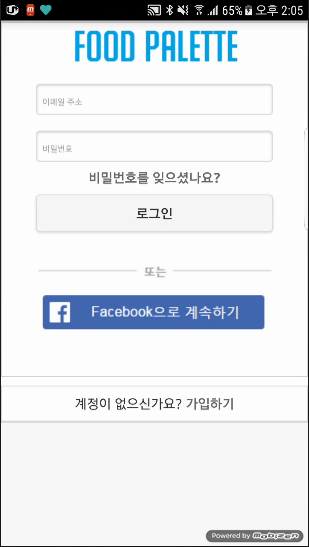 65% 오후 2:05
FOOD PALETTE
이메일 주소
비밀번호
비밀번호를 잊으셨나요?
로그인
또는
Facebook으로 계속하기
계정이 없으신가요? 가입하기
Powered by mobizen